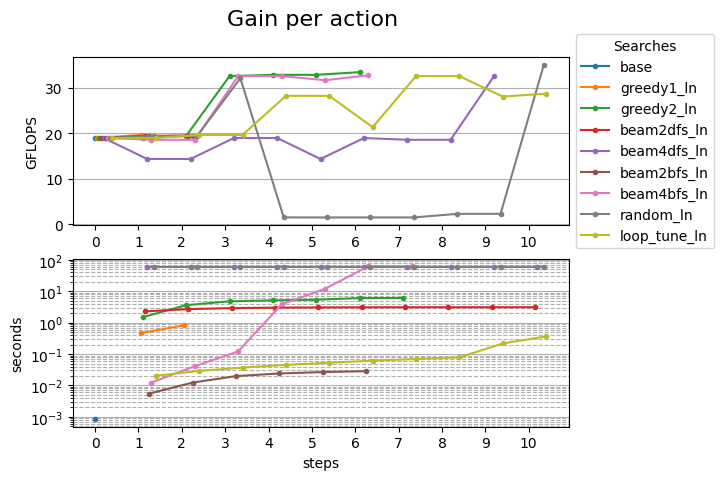 Gain per action
GFLOPS
30
20
10
0
0 1 2 3 4 5 6 7 8 9 10
Searches
base
greedy1_ln
greedy2_ln
beam2dfs_ln
beam4dfs_ln
beam2bfs_ln
beam4bfs_ln
random_ln
loop_tune_ln
seconds
10²
10¹
10⁰
10⁻¹
10⁻²
10⁻³
0 1 2 3 4 5 6 7 8 9 10
steps